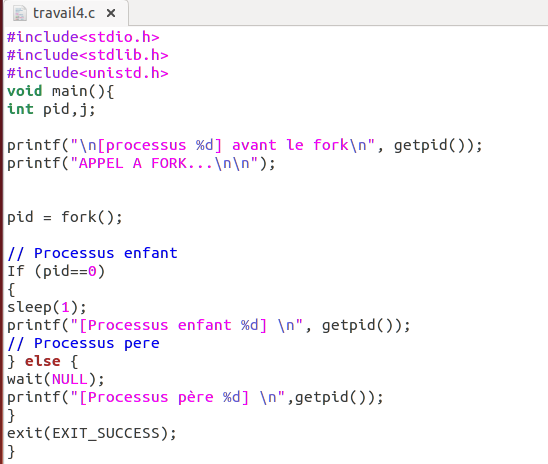 travail4.c ×
#include<stdio.h>
#include<stdlib.h>
#include<unistd.h>
void main(){
int pid,j;
printf("\n[processus %d] avant le fork\n", getpid());
printf("APPEL A FORK...\n\n");
pid = fork();
// Processus enfant
If (pid==0)
{
sleep(1);
printf("[Processus enfant %d] \n", getpid());
// Processus pere
} else {
wait(NULL);
printf("[Processus père %d] \n",getpid());
}
exit(EXIT_SUCCESS);
}